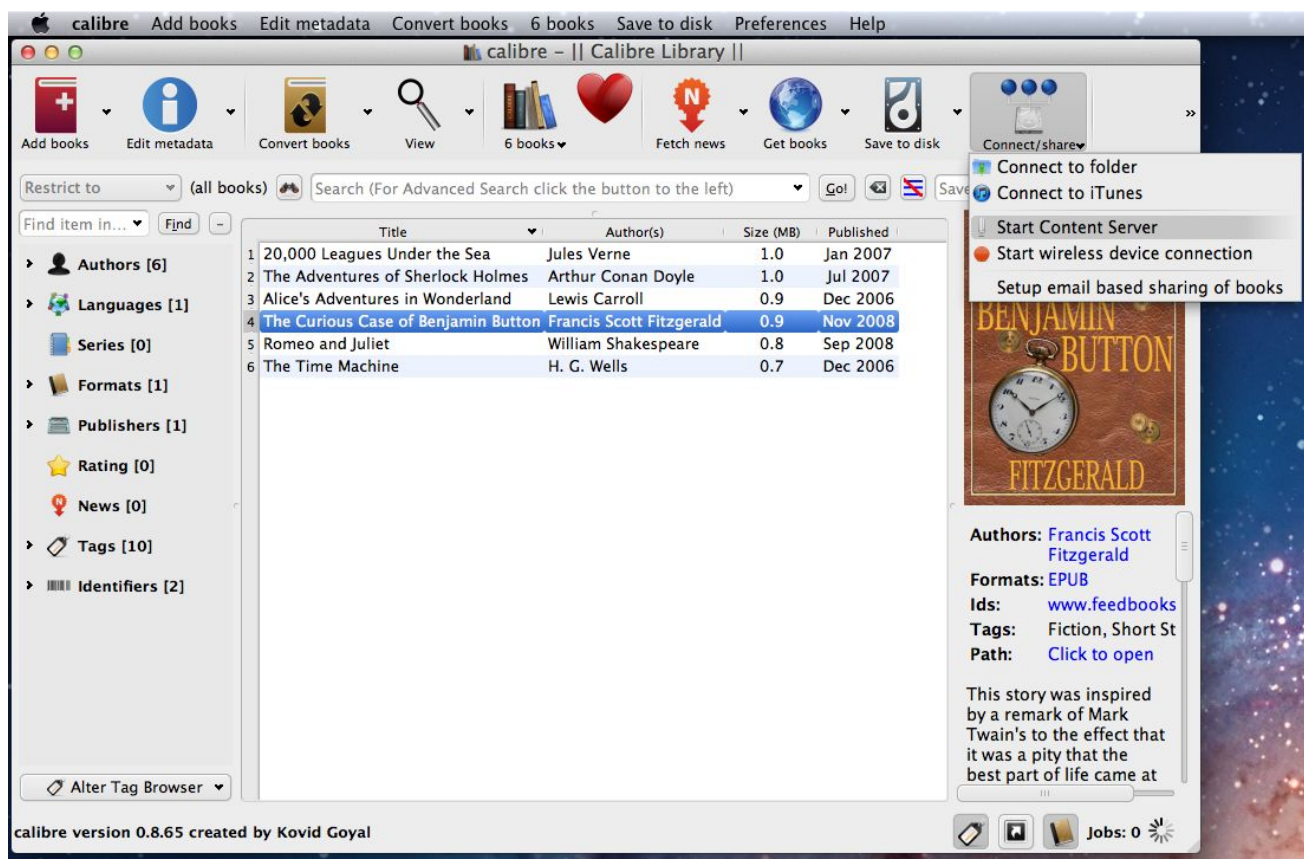 calibre Add books Edit metadata Convert books 6 books Save to disk Preferences Help
calibre – || Calibre Library ||
Add books Edit metadata Convert books View 6 books Fetch news Get books Save to disk Connect/share »
Connect to folder
Connect to iTunes
Start Content Server
Start wireless device connection
Setup email based sharing of books
Restrict to (all books) Search (For Advanced Search click the button to the left) Go!
Find item in... Find –
Authors [6]
Languages [1]
Series [0]
Formats [1]
Publishers [1]
Rating [0]
News [0]
Tags [10]
Identifiers [2]
Alter Tag Browser
Title Author(s) Size (MB) Published
1 20,000 Leagues Under the Sea Jules Verne 1.0 Jan 2007
2 The Adventures of Sherlock Holmes Arthur Conan Doyle 1.0 Jul 2007
3 Alice's Adventures in Wonderland Lewis Carroll 0.9 Dec 2006
4 The Curious Case of Benjamin Button Francis Scott Fitzgerald 0.9 Nov 2008
5 Romeo and Juliet William Shakespeare 0.8 Sep 2008
6 The Time Machine H. G. Wells 0.7 Dec 2006
BENJAMIN
BUTTON
FITZGERALD
Authors: Francis Scott
Fitzgerald
Formats: EPUB
Ids: www.feedbooks
Tags: Fiction, Short St
Path: Click to open
This story was inspired
by a remark of Mark
Twain's to the effect that
it was a pity that the
best part of life came at
calibre version 0.8.65 created by Kovid Goyal
Jobs: 0